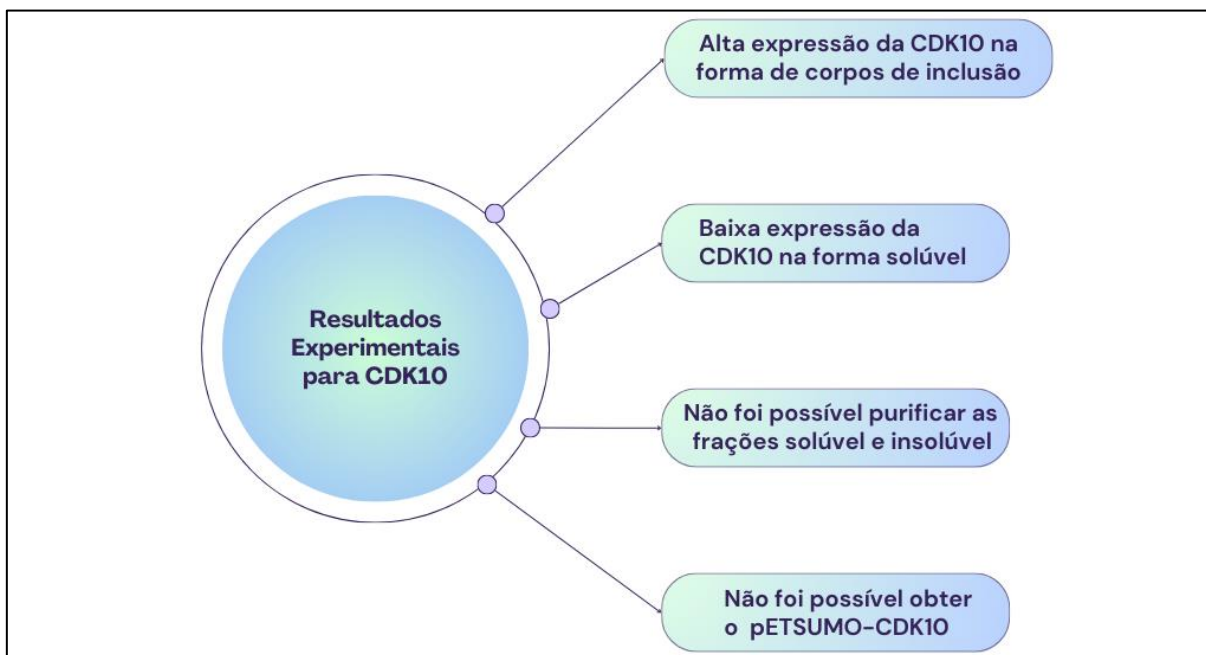 Alta expressão da CDK10 na
forma de corpos de inclusão
Baixa expressão da
CDK10 na forma solúvel
Resultados
Experimentais
para CDK10
Não foi possível purificar as
frações solúvel e insolúvel
Não foi possível obter
o pETSUMO-CDK10